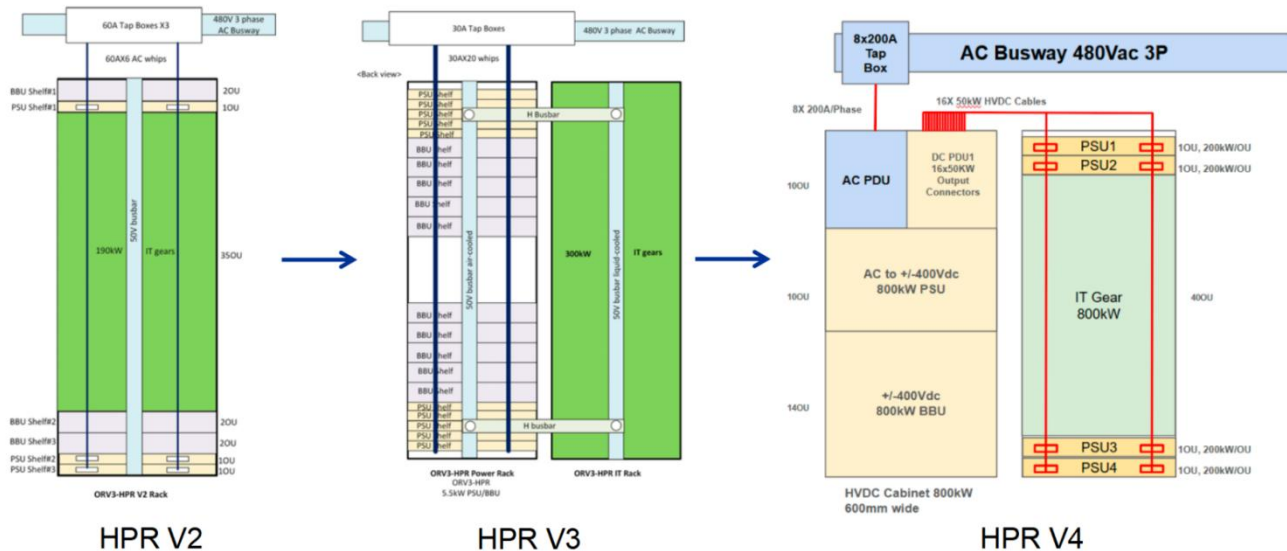 60A Tap Boxes X3
480V 3 phase
AC Busway
60AX6 AC whips
BBU Shelf#1
2OU
PSU Shelf#1
1OU
50V busbar
190kW
IT gears
35OU
BBU Shelf#2
2OU
BBU Shelf#3
2OU
PSU Shelf#2
1OU
PSU Shelf#3
1OU
ORV3-HPR V2 Rack
HPR V2
30A Tap Boxes
480V 3 phase AC Busway
30AX20 whips
<Back view>
PSU Shelf
PSU Shelf
PSU Shelf
PSU Shelf
PSU Shelf
H Busbar
BBU Shelf
BBU Shelf
BBU Shelf
BBU Shelf
BBU Shelf
50V busbar air-cooled
300kW
50V busbar liquid-cooled
IT gears
BBU Shelf
BBU Shelf
BBU Shelf
BBU Shelf
BBU Shelf
PSU Shelf
PSU Shelf
PSU Shelf
PSU Shelf
PSU Shelf
H busbar
ORV3-HPR Power Rack
ORV3-HPR
5.5kW PSU/BBU
ORV3-HPR IT Rack
HPR V3
8x200A
Tap
Box
AC Busway 480Vac 3P
8X 200A/Phase
16X 50kW HVDC Cables
AC PDU
DC PDU1
16x50KW
Output
Connectors
10OU
AC to +/-400Vdc
800kW PSU
10OU
+/-400Vdc
800kW BBU
14OU
HVDC Cabinet 800kW
600mm wide
PSU1
1OU, 200kW/OU
PSU2
1OU, 200kW/OU
IT Gear
800kW
40OU
PSU3
1OU, 200kW/OU
PSU4
1OU, 200kW/OU
HPR V4